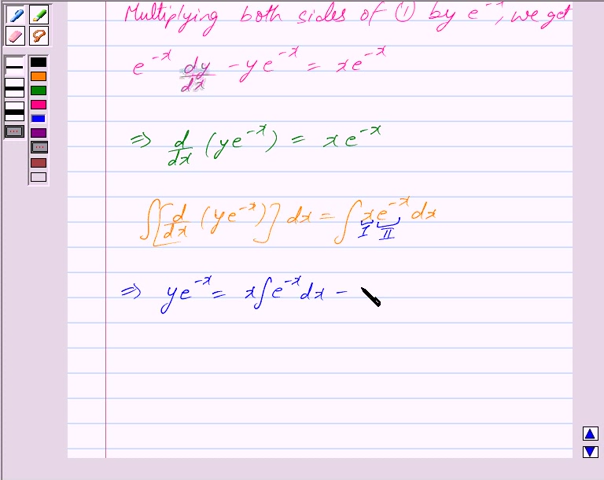 Multiplying both sides of ① by e⁻ˣ, we get
e⁻ˣ dy/dx - ye⁻ˣ = xe⁻ˣ
⇒ d/dx (ye⁻ˣ) = xe⁻ˣ
∫[d/dx (ye⁻ˣ)] dx = ∫ xe⁻ˣ dx
I II
⇒ ye⁻ˣ = x∫e⁻ˣ dx -